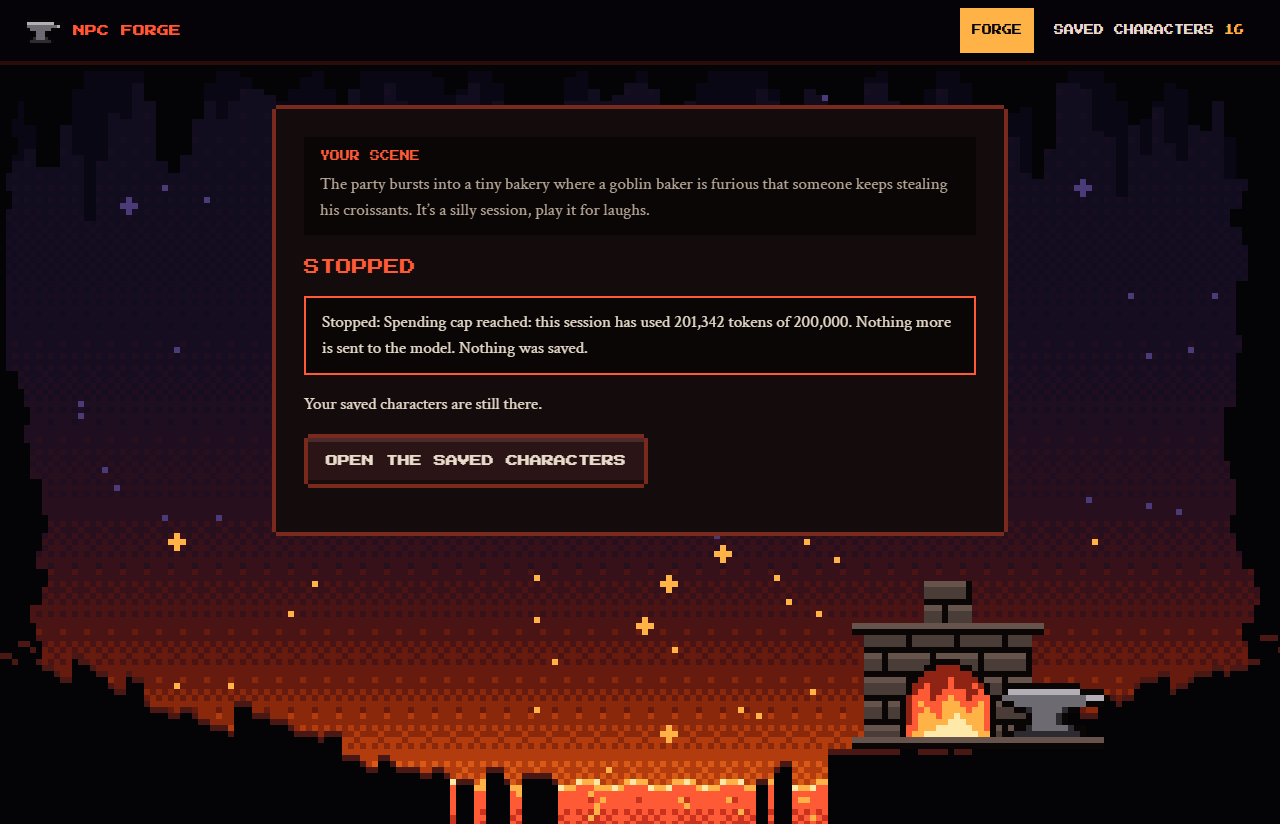 NPC FORGE
FORGE
SAVED CHARACTERS 16
YOUR SCENE
The party bursts into a tiny bakery where a goblin baker is furious that someone keeps stealing
his croissants. It's a silly session, play it for laughs.
STOPPED
Stopped: Spending cap reached: this session has used 201,342 tokens of 200,000. Nothing more
is sent to the model. Nothing was saved.
Your saved characters are still there.
OPEN THE SAVED CHARACTERS